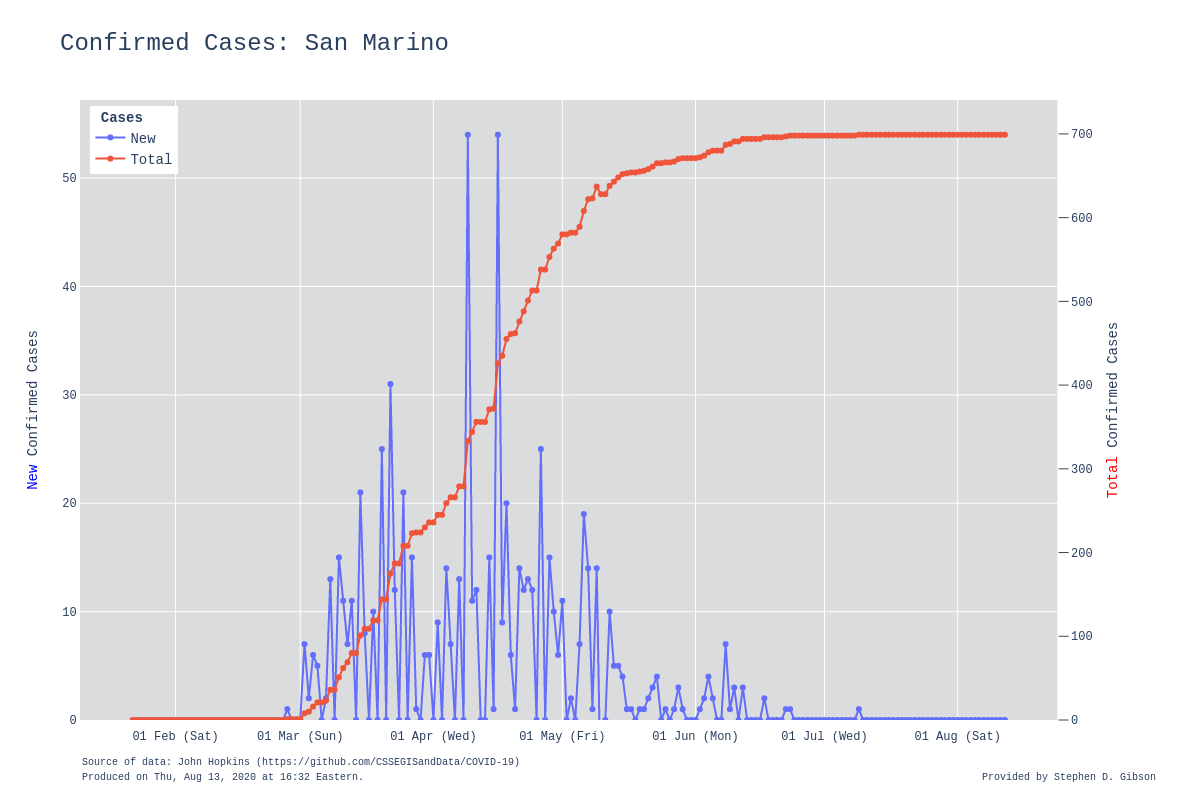 Confirmed Cases: San Marino
Cases
New
Total
50
40
30
20
10
0
New Confirmed Cases
700
600
500
400
300
200
100
0
Total Confirmed Cases
01 Feb (Sat) 01 Mar (Sun) 01 Apr (Wed) 01 May (Fri) 01 Jun (Mon) 01 Jul (Wed) 01 Aug (Sat)
Source of data: John Hopkins (https://github.com/CSSEGISandData/COVID-19)
Produced on Thu, Aug 13, 2020 at 16:32 Eastern.
Provided by Stephen D. Gibson